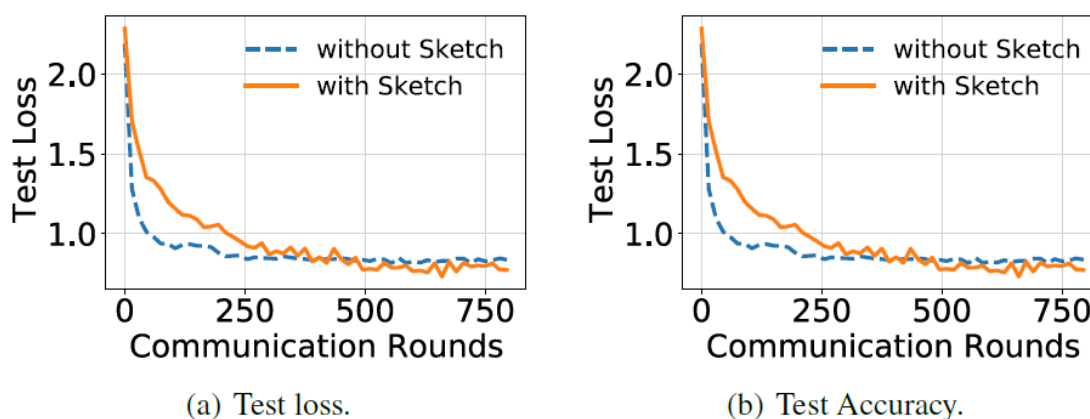 without Sketch
with Sketch
2.0
1.5
1.0
Test Loss
0 250 500 750
Communication Rounds
(a) Test loss.
without Sketch
with Sketch
2.0
1.5
1.0
Test Loss
0 250 500 750
Communication Rounds
(b) Test Accuracy.